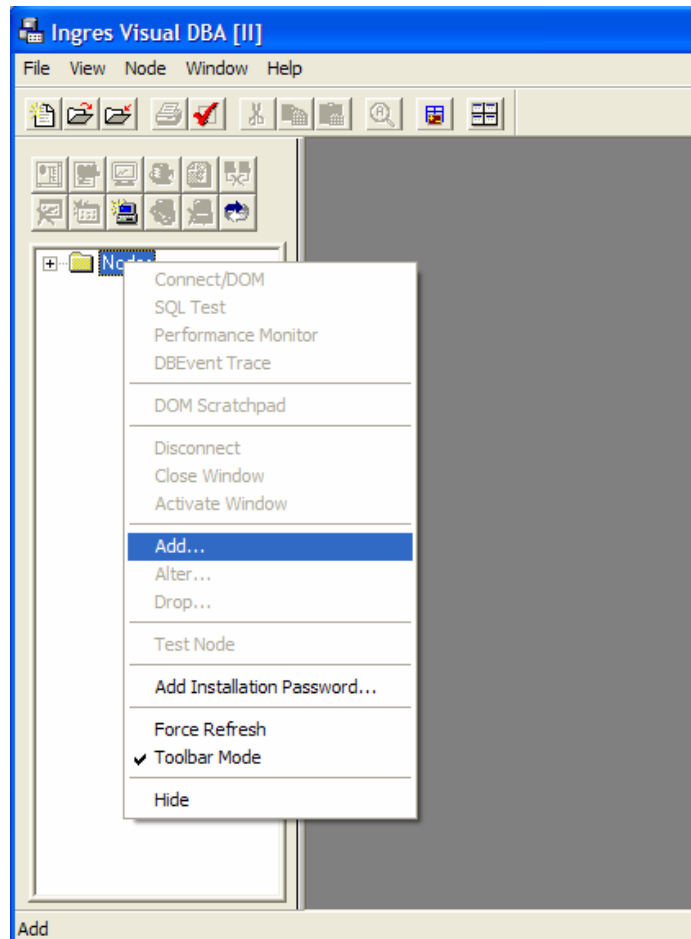 Ingres Visual DBA [II]
File View Node Window Help
Nodes
Connect/DOM
SQL Test
Performance Monitor
DBEvent Trace
DOM Scratchpad
Disconnect
Close Window
Activate Window
Add...
Alter...
Drop...
Test Node
Add Installation Password...
Force Refresh
Toolbar Mode
Hide
Add